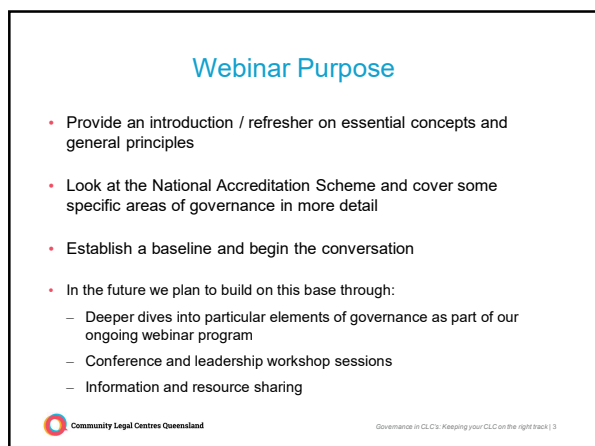 Webinar Purpose
• Provide an introduction / refresher on essential concepts and
general principles
• Look at the National Accreditation Scheme and cover some
specific areas of governance in more detail
• Establish a baseline and begin the conversation
• In the future we plan to build on this base through:
– Deeper dives into particular elements of governance as part of our
ongoing webinar program
– Conference and leadership workshop sessions
– Information and resource sharing
Community Legal Centres Queensland
Governance in CLC's: Keeping your CLC on the right track | 3